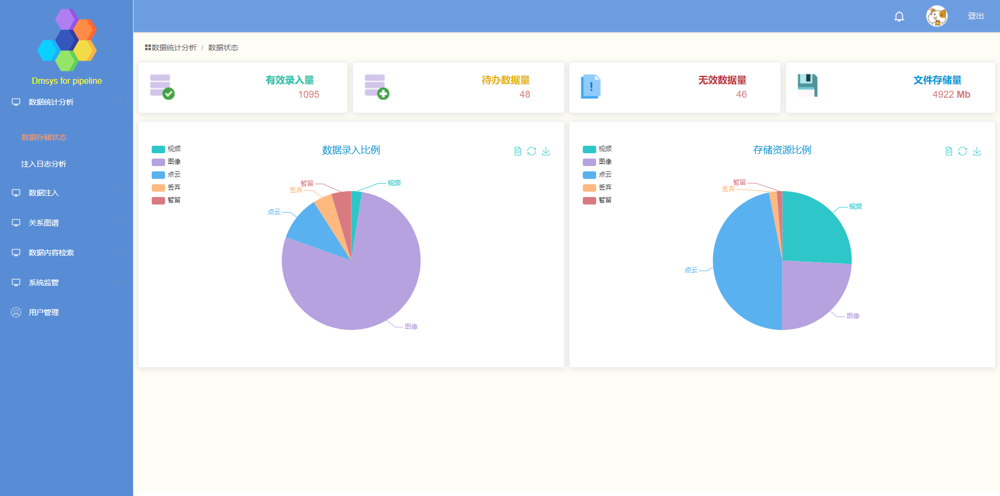 Dmsys for pipeline
数据统计分析
数据存储状态
注入日志分析
数据注入
关系图谱
数据内容检索
系统监管
用户管理
登出
数据统计分析 / 数据状态
有效录入量
1095
待办数据量
48
无效数据量
46
文件存储量
4922 Mb
数据录入比例
视频
图像
点云
丢弃
暂留
暂留
视频
丢弃
点云
图像
存储资源比例
视频
图像
点云
丢弃
暂留
暂留
丢弃
视频
点云
图像